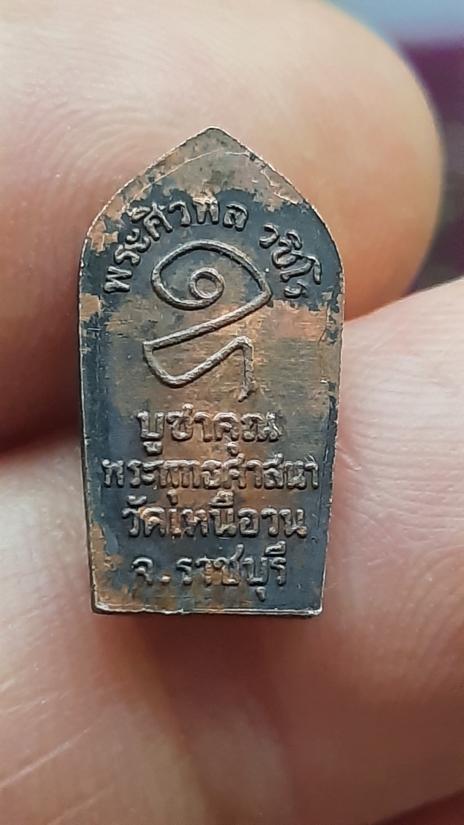 พระศิวพล วชิโร
บูชาคุณ
พระพุทธศาสนา
วัดเหนือวน
จ.ราชบุรี